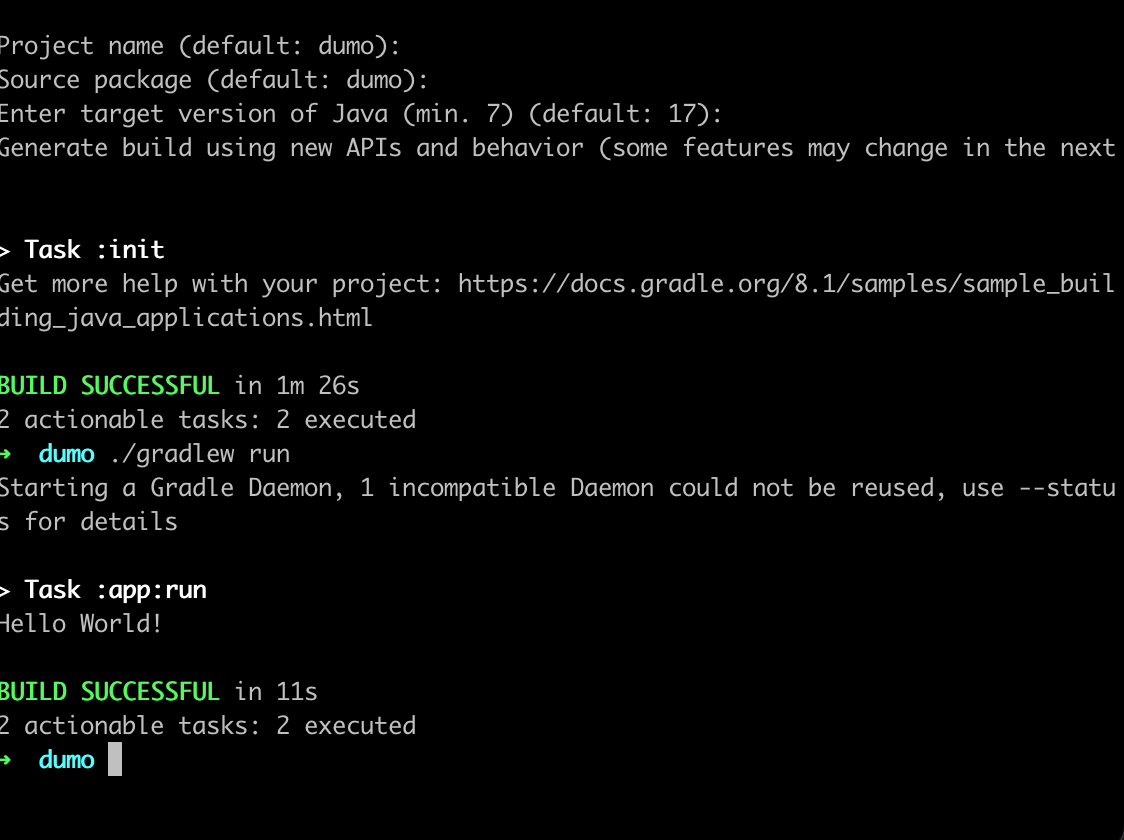 Project name (default: dumo):
Source package (default: dumo):
Enter target version of Java (min. 7) (default: 17):
Generate build using new APIs and behavior (some features may change in the next
> Task :init
Get more help with your project: https://docs.gradle.org/8.1/samples/sample_buil
ding_java_applications.html
BUILD SUCCESSFUL in 1m 26s
2 actionable tasks: 2 executed
➜ dumo ./gradlew run
Starting a Gradle Daemon, 1 incompatible Daemon could not be reused, use --statu
s for details
> Task :app:run
Hello World!
BUILD SUCCESSFUL in 11s
2 actionable tasks: 2 executed
➜ dumo